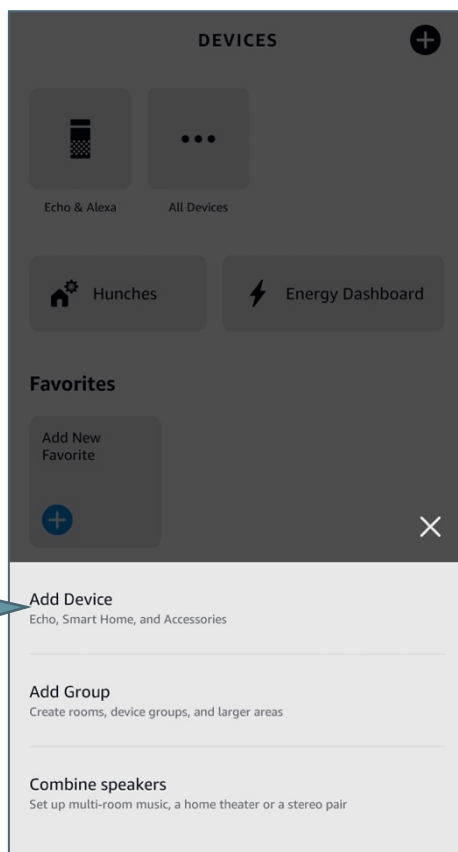 DEVICES
Echo & Alexa
All Devices
Hunches
Energy Dashboard
Favorites
Add New
Favorite
Add Device
Echo, Smart Home, and Accessories
Add Group
Create rooms, device groups, and larger areas
Combine speakers
Set up multi-room music, a home theater or a stereo pair